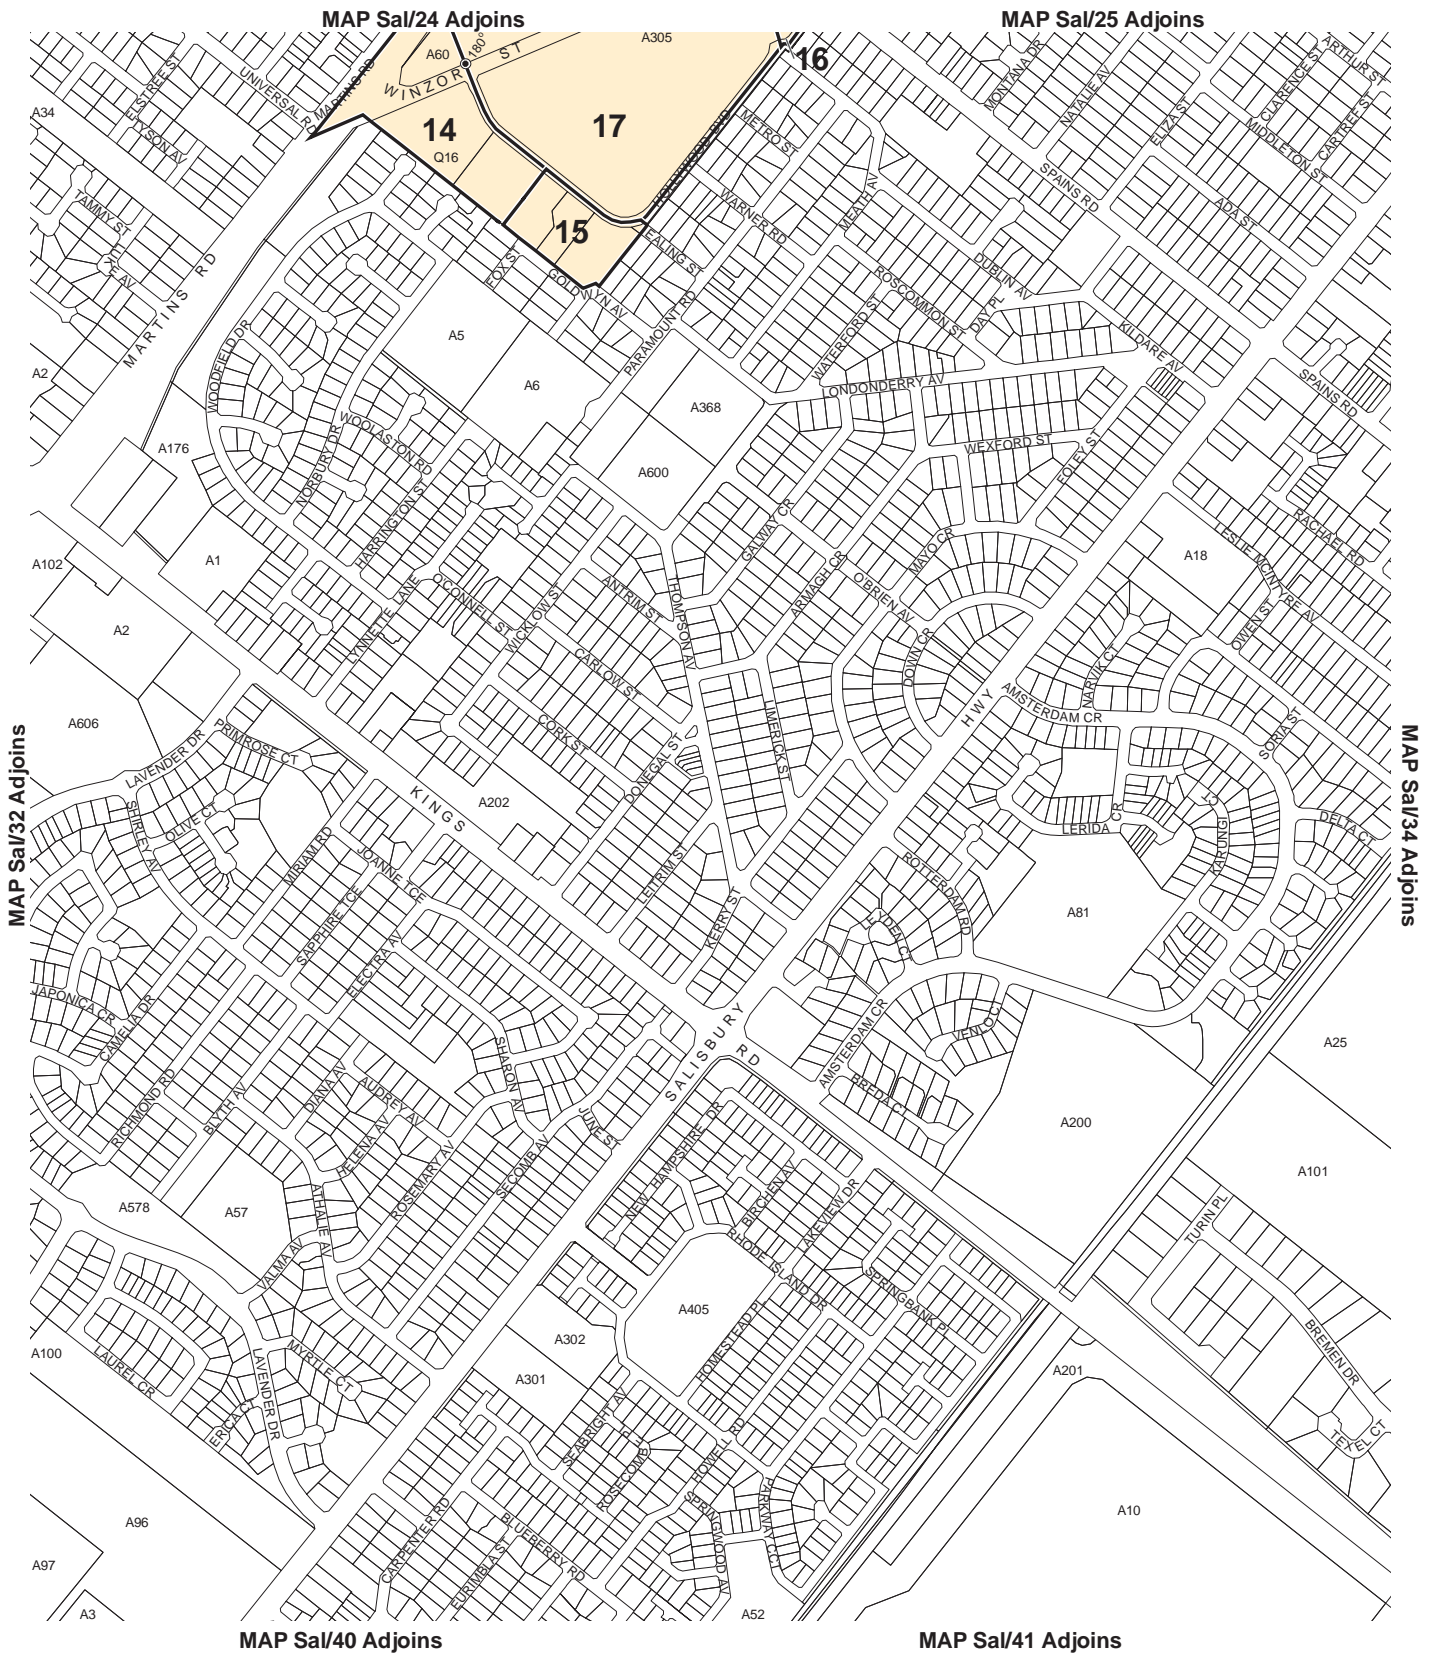 MAP Sal/24 Adjoins
MAP Sal/25 Adjoins
A60
180°
WINZOR ST
A305
16
MARTINS RD
UNIVERSAL RD
ELSTREE ST
TYSON AV
A34
14
Q16
17
HOLLYWOOD BVD
METRO ST
MONTANA DR
NATALIE AV
ELIZA ST
CLARENCE ST
ARTHUR ST
CARTREF ST
MIDDLETON ST
SPAINS RD
ADA ST
TAMMY ST
LUKE AV
MARTINS RD
15
EALING ST
WARNER RD
MEATH AV
DUBLIN AV
FOX ST
GOLDWYN AV
PARAMOUNT RD
ROSCOMMON ST
WATERFORD ST
DAY PL
KILDARE AV
SPAINS RD
A2
WOODFIELD DR
A5
A6
A368
LONDONDERRY AV
A176
WOOLASTON RD
NORBURY DR
A600
WEXFORD ST
FOLEY ST
HARRINGTON ST
GALWAY CR
MAYO CR
RACHAEL RD
LESLIE MCINTYRE AV
A18
A102
A1
LYNNETTE LANE
O'CONNELL ST
WICKLOW ST
ANTRIM ST
THOMPSON AV
ARMAGH CR
O'BRIEN AV
DOWN CR
OWEN ST
A2
CARLOW ST
NARVIK CT
AMSTERDAM CR
HWY
A606
LAVENDER DR
PRIMROSE CT
CORK ST
DONEGAL ST
LIMERICK ST
SORIA ST
MAP Sal/32 Adjoins
MAP Sal/34 Adjoins
SHIRLEY AV
OLIVE CT
KINGS
A202
LERIDA CR
KARUNGI CT
DELTA CT
MIRIAM RD
JOANNE TCE
LEITRIM ST
ROTTERDAM RD
SAPPHIRE TCE
ELECTRA AV
KERRY ST
LEYDEN CT
A81
JAPONICA CR
CAMELIA DR
SALISBURY
RD
AMSTERDAM CR
VENLO CT
A25
RICHMOND RD
BLYTH AV
DIANA AV
AUDREY AV
SHARON AV
JUNE ST
BREDA CT
A200
HELENA AV
ROSEMARY AV
SECOMB AV
NEW HAMPSHIRE DR
BIRCHEN AV
LAKEVIEW DR
A101
A578
A57
ATHALIE AV
VALMA AV
RHODE ISLAND DR
SPRINGBANK PL
TURIN PL
A405
HOMESTEAD PL
BREMEN DR
A302
A301
A100
LAUREL CR
MYRTLE CT
LAVENDER DR
ERICA CT
A201
SEABRIGHT AV
ROSECOMB PL
HOWELL RD
TEXEL CT
CARPENTER RD
BLUEBERRY RD
EURIMBLA ST
SPRINGWOOD AV
PARKWAY CCT
A10
A96
A97
A3
A52
MAP Sal/40 Adjoins
MAP Sal/41 Adjoins